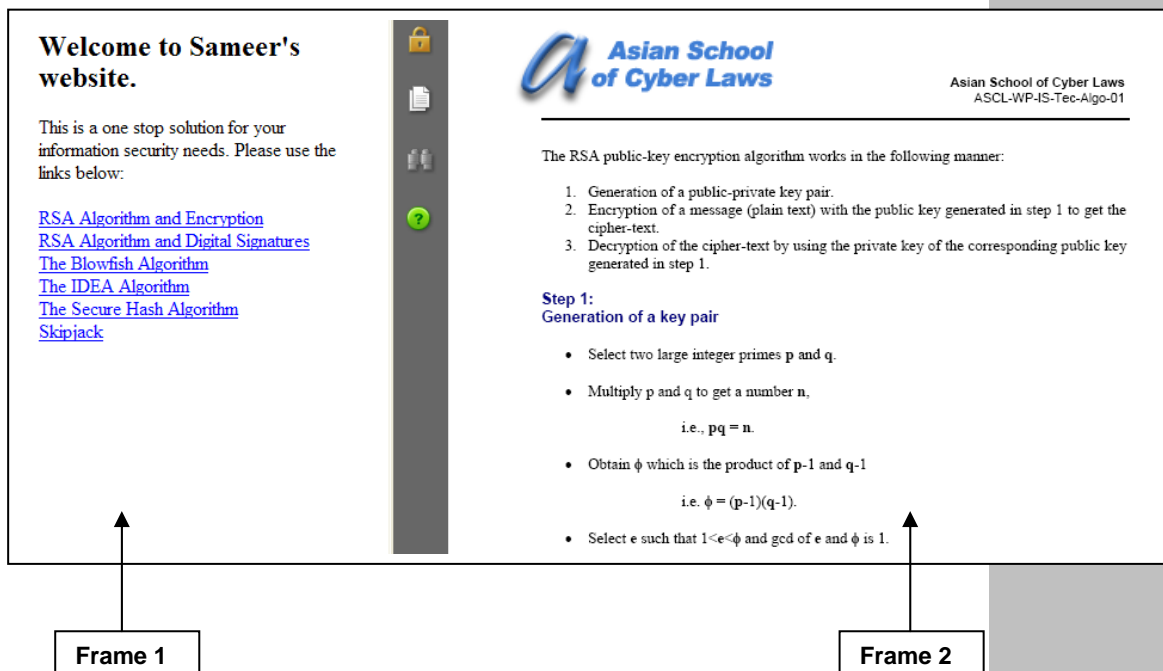 Welcome to Sameer's
website.
This is a one stop solution for your
information security needs. Please use the
links below:
RSA Algorithm and Encryption
RSA Algorithm and Digital Signatures
The Blowfish Algorithm
The IDEA Algorithm
The Secure Hash Algorithm
Skipjack
?
a Asian School
of Cyber Laws
Asian School of Cyber Laws
ASCL-WP-IS-Tec-Algo-01
The RSA public-key encryption algorithm works in the following manner:
1. Generation of a public-private key pair.
2. Encryption of a message (plain text) with the public key generated in step 1 to get the
cipher-text.
3. Decryption of the cipher-text by using the private key of the corresponding public key
generated in step 1.
Step 1:
Generation of a key pair
• Select two large integer primes p and q.
• Multiply p and q to get a number n,
i.e., pq = n.
• Obtain ϕ which is the product of p-1 and q-1
i.e. ϕ = (p-1)(q-1).
• Select e such that 1<e<ϕ and gcd of e and ϕ is 1.
Frame 1
Frame 2